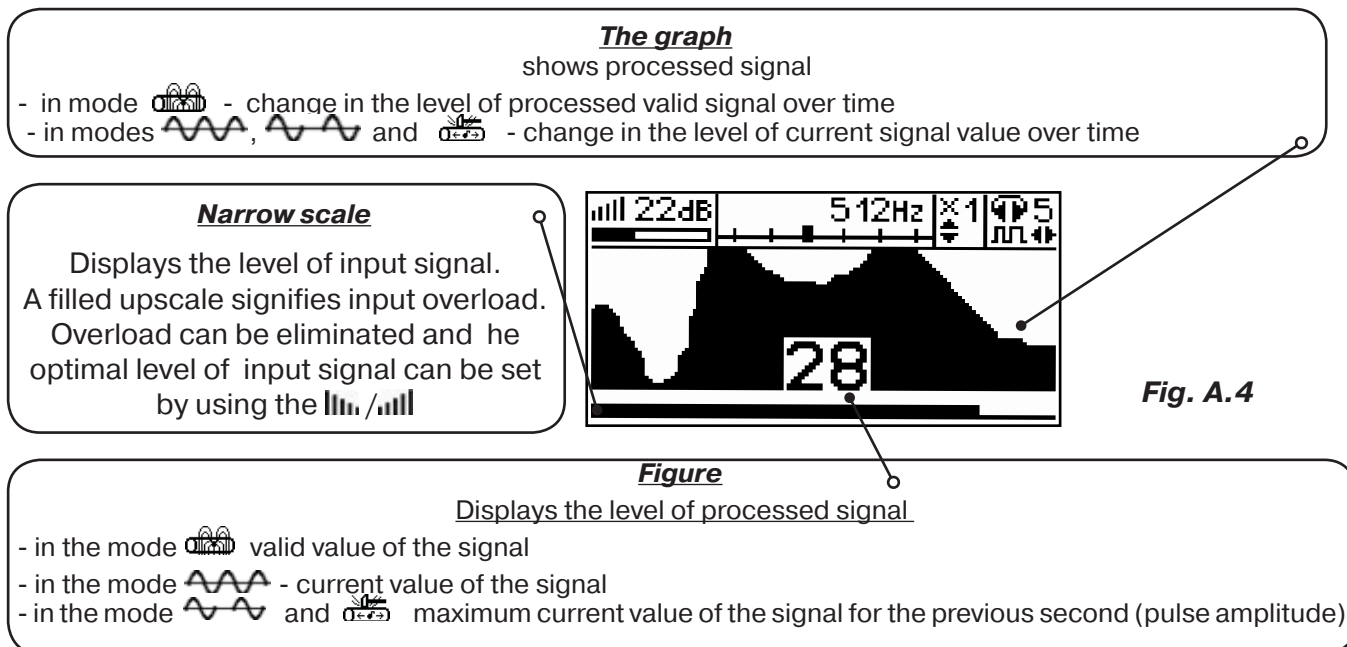 The graph
shows processed signal
- in mode - change in the level of processed valid signal over time
- in modes , and - change in the level of current signal value over time
Narrow scale
Displays the level of input signal.
A filled upscale signifies input overload.
Overload can be eliminated and he
optimal level of input signal can be set
by using the /
22dB 512Hz X1 5
28
Fig. A.4
Figure
Displays the level of processed signal
- in the mode valid value of the signal
- in the mode - current value of the signal
- in the mode and maximum current value of the signal for the previous second (pulse amplitude)